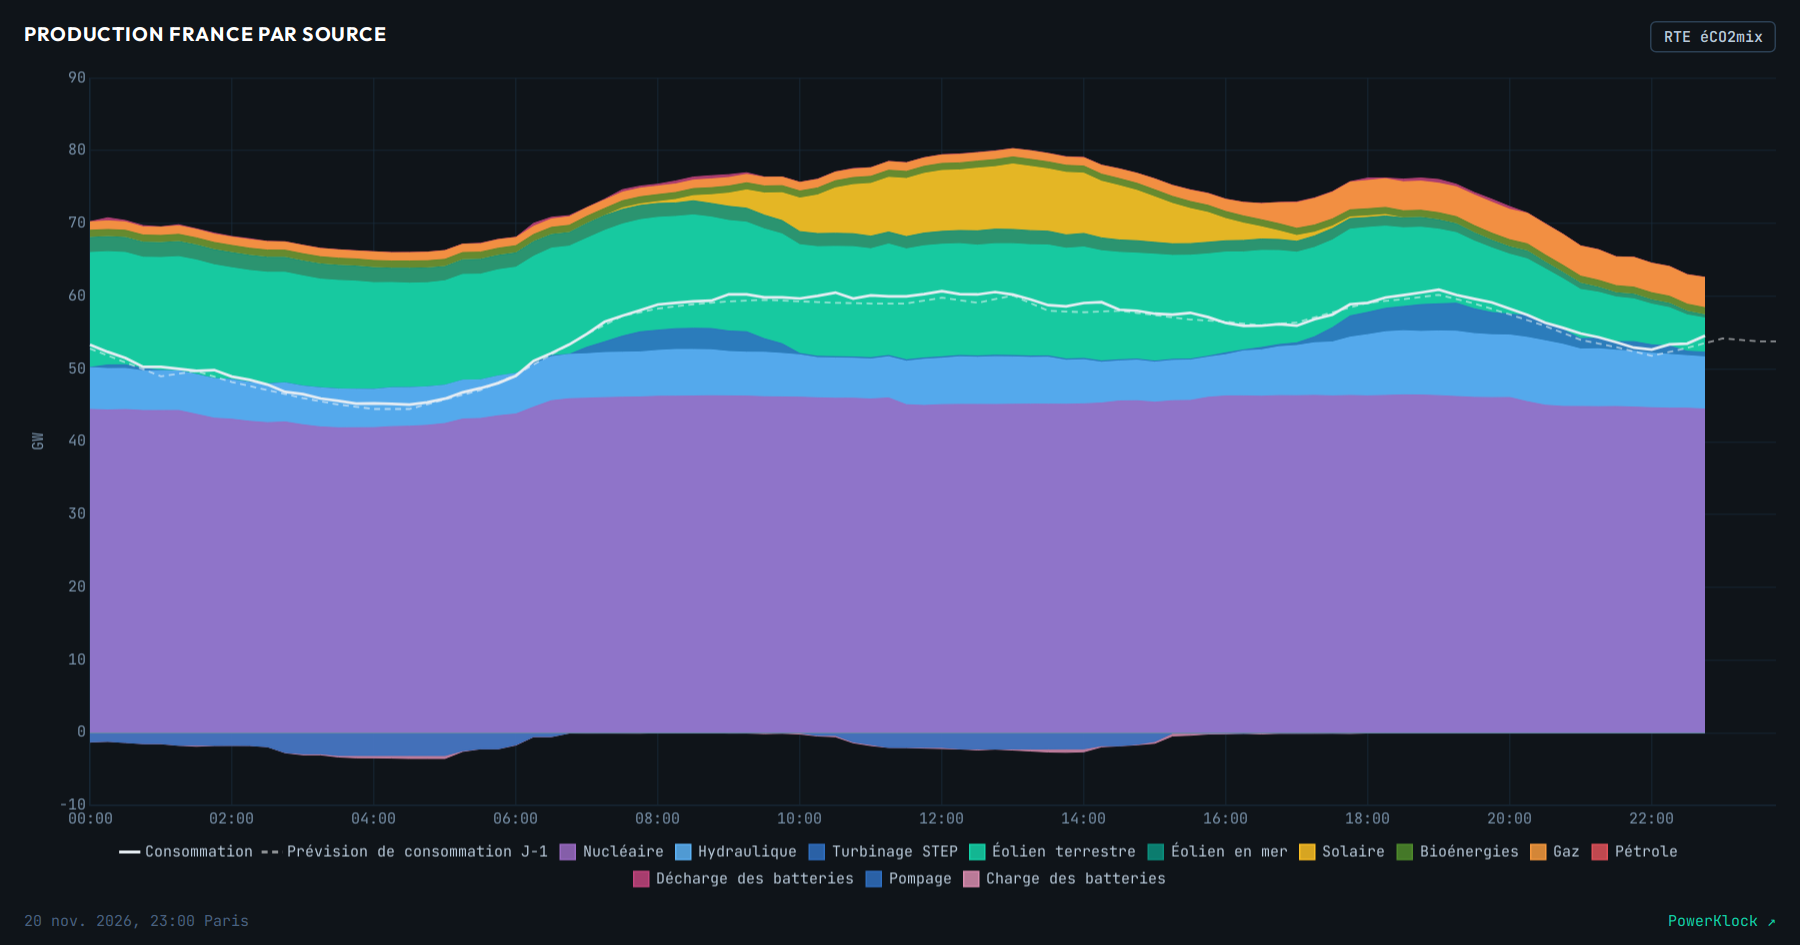 PRODUCTION FRANCE PAR SOURCE
RTE éCO2mix
90
80
70
60
50
40
30
20
10
0
-10
GW
00:00 02:00 04:00 06:00 08:00 10:00 12:00 14:00 16:00 18:00 20:00 22:00
Consommation Prévision de consommation J-1 Nucléaire Hydraulique Turbinage STEP Éolien terrestre Éolien en mer Solaire Bioénergies Gaz Pétrole
Décharge des batteries Pompage Charge des batteries
20 nov. 2026, 23:00 Paris
PowerKlock ↗